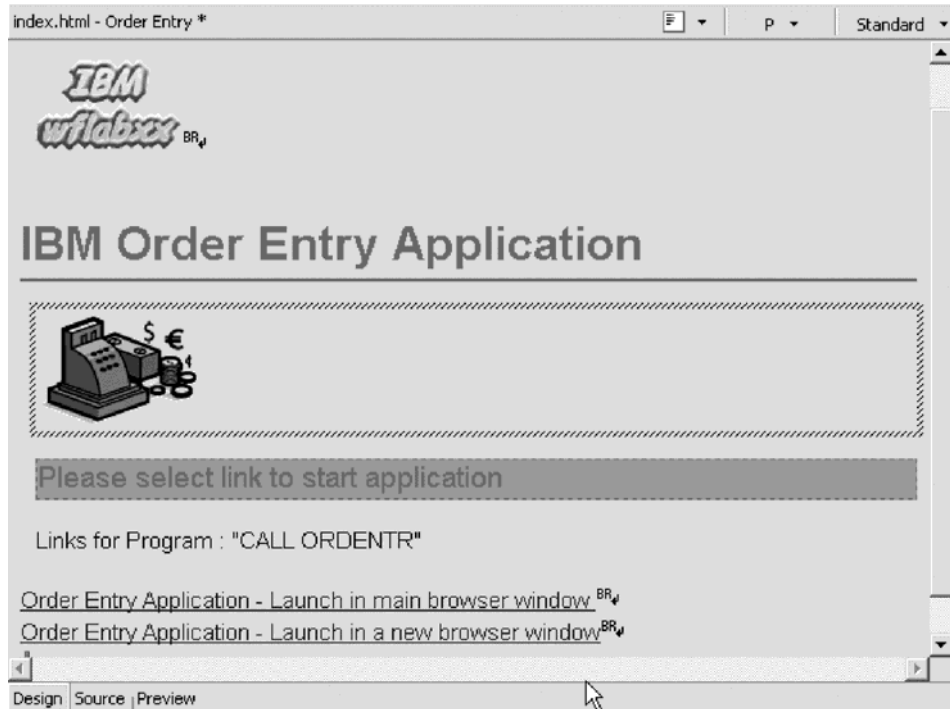 index.html - Order Entry *
P
Standard
IBM
wflabxx BR
IBM Order Entry Application
$ €
¢
Please select link to start application
Links for Program : "CALL ORDENTR"
Order Entry Application - Launch in main browser window BR
Order Entry Application - Launch in a new browser window BR
Design Source Preview